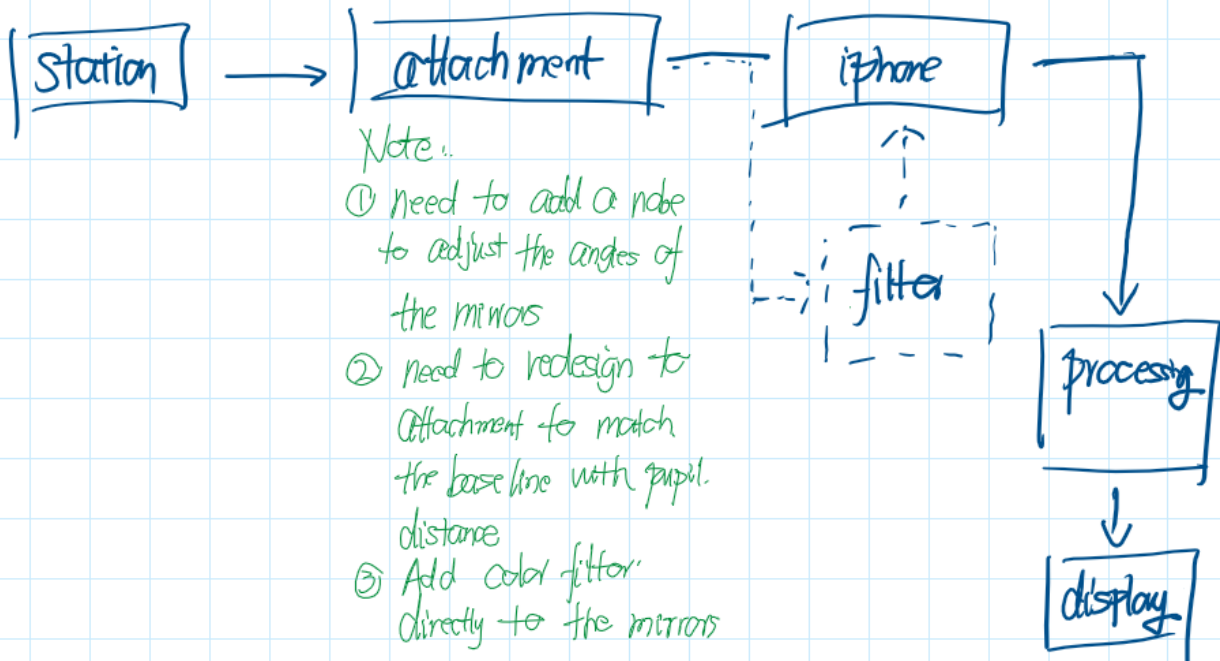 station
attachment
iphone
Note:
① need to add a nobe
to adjust the angles of
the mirrors
② need to redesign to
attachment to match
the baseline with pupil.
distance
③ Add color filter.
directly to the mirrors
filter
processing
display